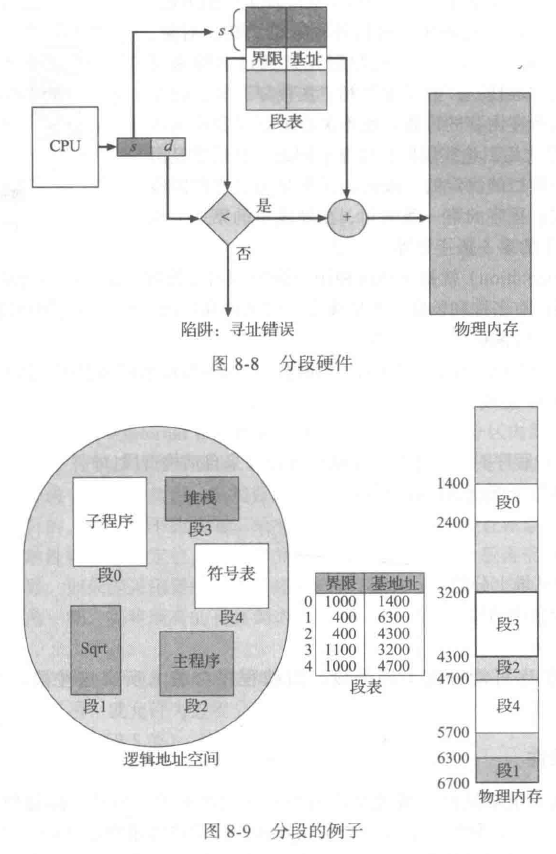 s
界限 基址
段表
CPU
s d
<
是
+
否
陷阱：寻址错误
物理内存
图 8-8 分段硬件
子程序
段0
堆栈
段3
符号表
段4
Sqrt
段1
主程序
段2
逻辑地址空间
界限 基地址
0 1000 1400
1 400 6300
2 400 4300
3 1100 3200
4 1000 4700
段表
1400
段0
2400
3200
段3
4300
段2
4700
段4
5700
6300
段1
6700
物理内存
图 8-9 分段的例子